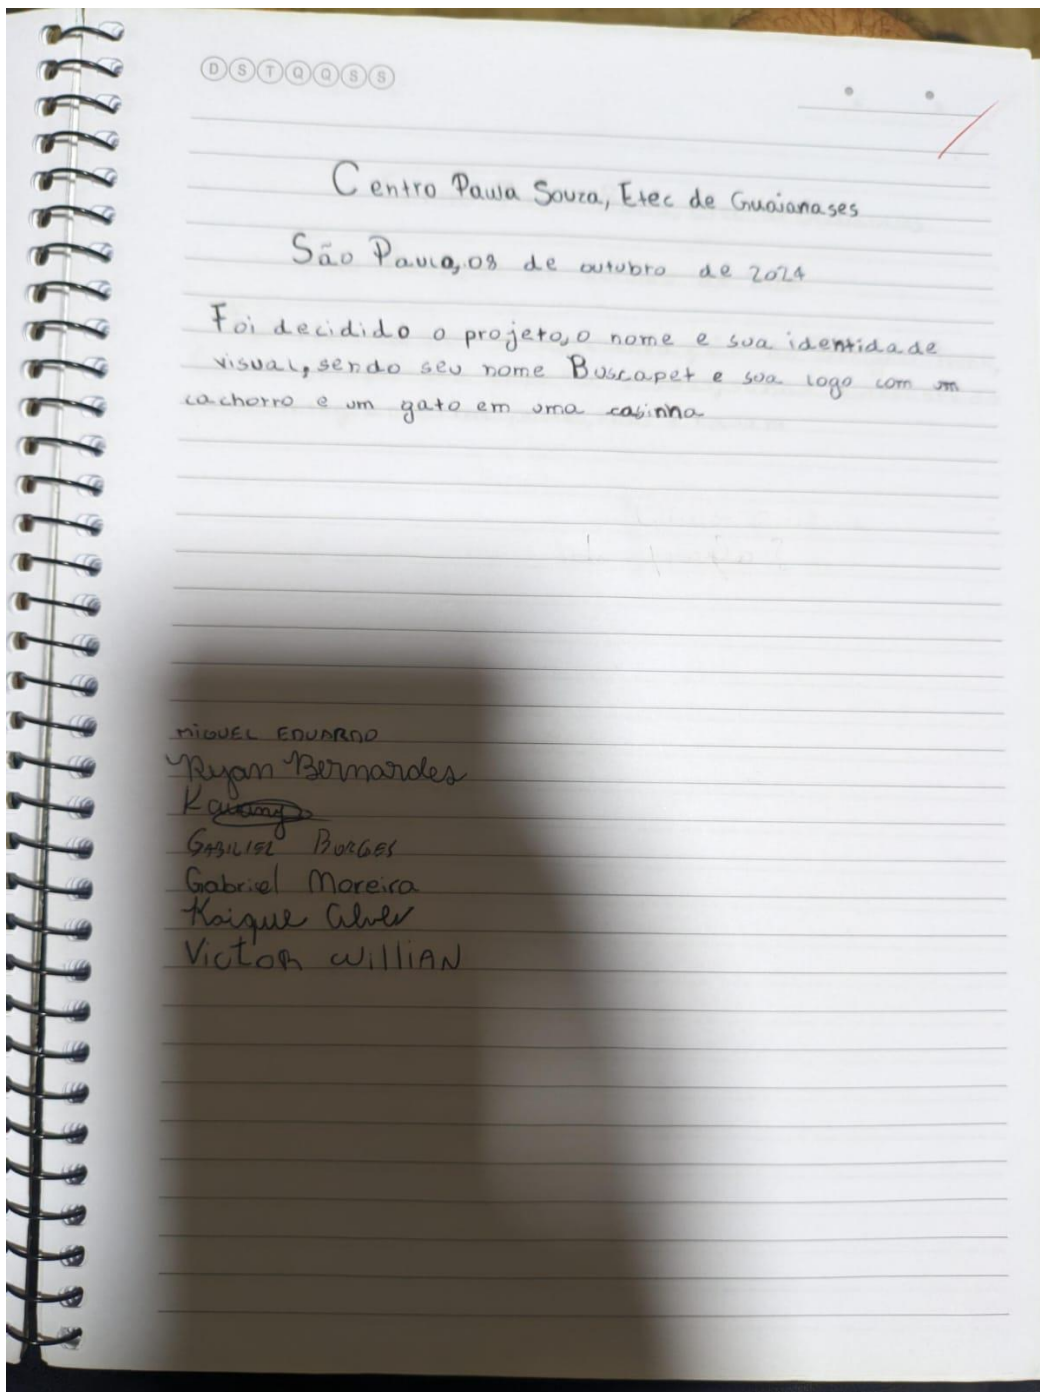 D S T Q Q S S
Centro Paula Souza, Etec de Guaianases
São Paulo, 08 de outubro de 2024
Foi decidido o projeto, o nome e sua identidade
visual, sendo seu nome Buscapet e sua logo com um
cachorro e um gato em uma casinha
MIGUEL EDUARDO
Ryan Bernardes
Kauany
GABRIEL BORGES
Gabriel Moreira
Kaique Alves
Victor Willian